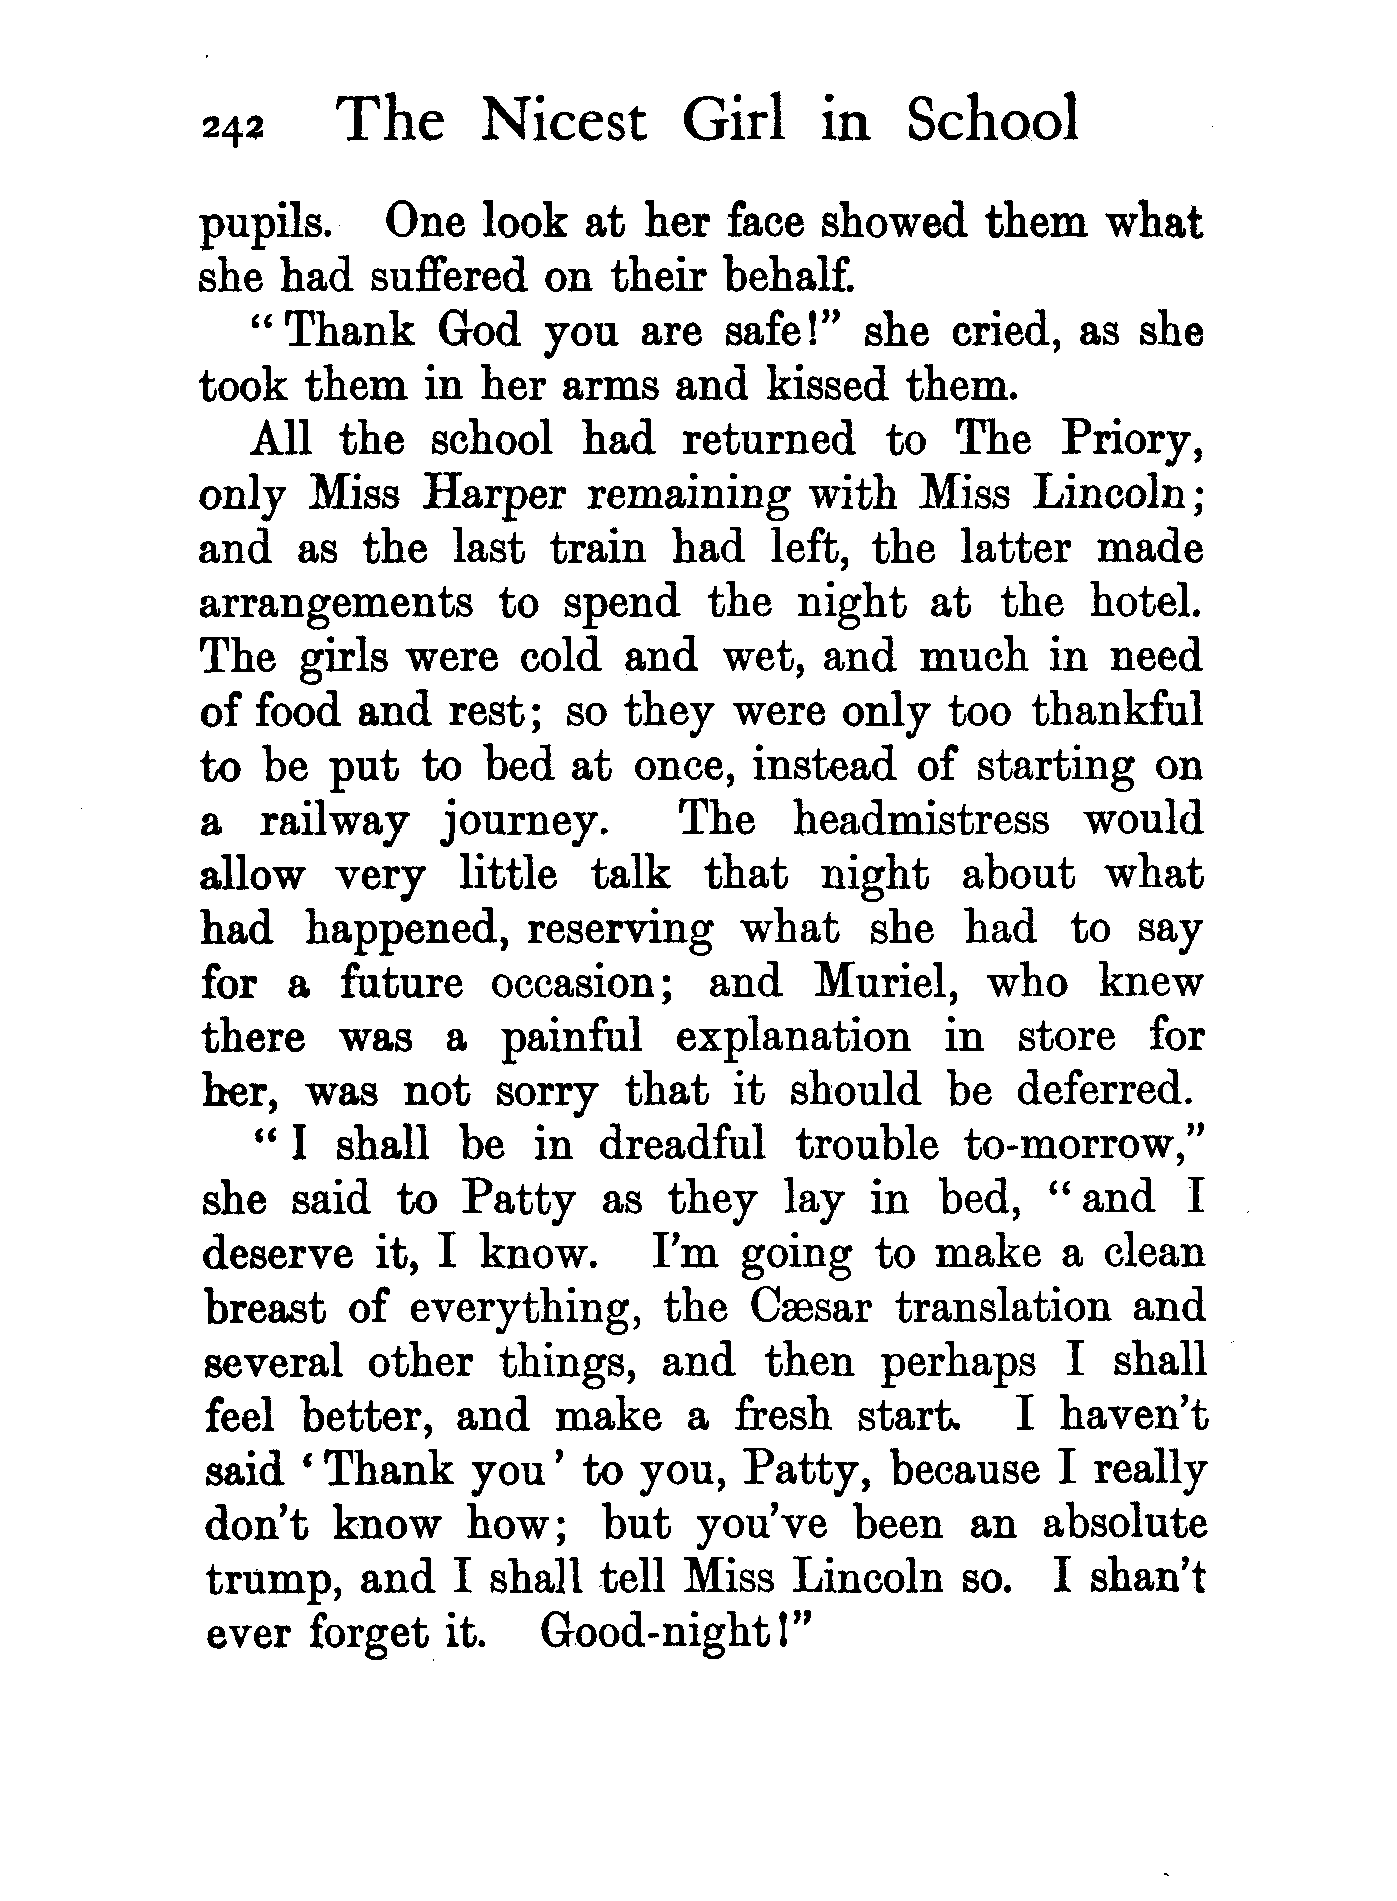 242 The Nicest Girl in School
pupils. One look at her face showed them what
she had suffered on their behalf.
“Thank God you are safe!” she cried, as she
took them in her arms and kissed them.
All the school had returned to The Priory,
only Miss Harper remaining with Miss Lincoln;
and as the last train had left, the latter made
arrangements to spend the night at the hotel.
The girls were cold and wet, and much in need
of food and rest; so they were only too thankful
to be put to bed at once, instead of starting on
a railway journey. The headmistress would
allow very little talk that night about what
had happened, reserving what she had to say
for a future occasion; and Muriel, who knew
there was a painful explanation in store for
her, was not sorry that it should be deferred.
“I shall be in dreadful trouble to-morrow,”
she said to Patty as they lay in bed, “and I
deserve it, I know. I'm going to make a clean
breast of everything, the Cæsar translation and
several other things, and then perhaps I shall
feel better, and make a fresh start. I haven't
said ‘Thank you’ to you, Patty, because I really
don't know how; but you've been an absolute
trump, and I shall tell Miss Lincoln so. I shan't
ever forget it. Good-night!”